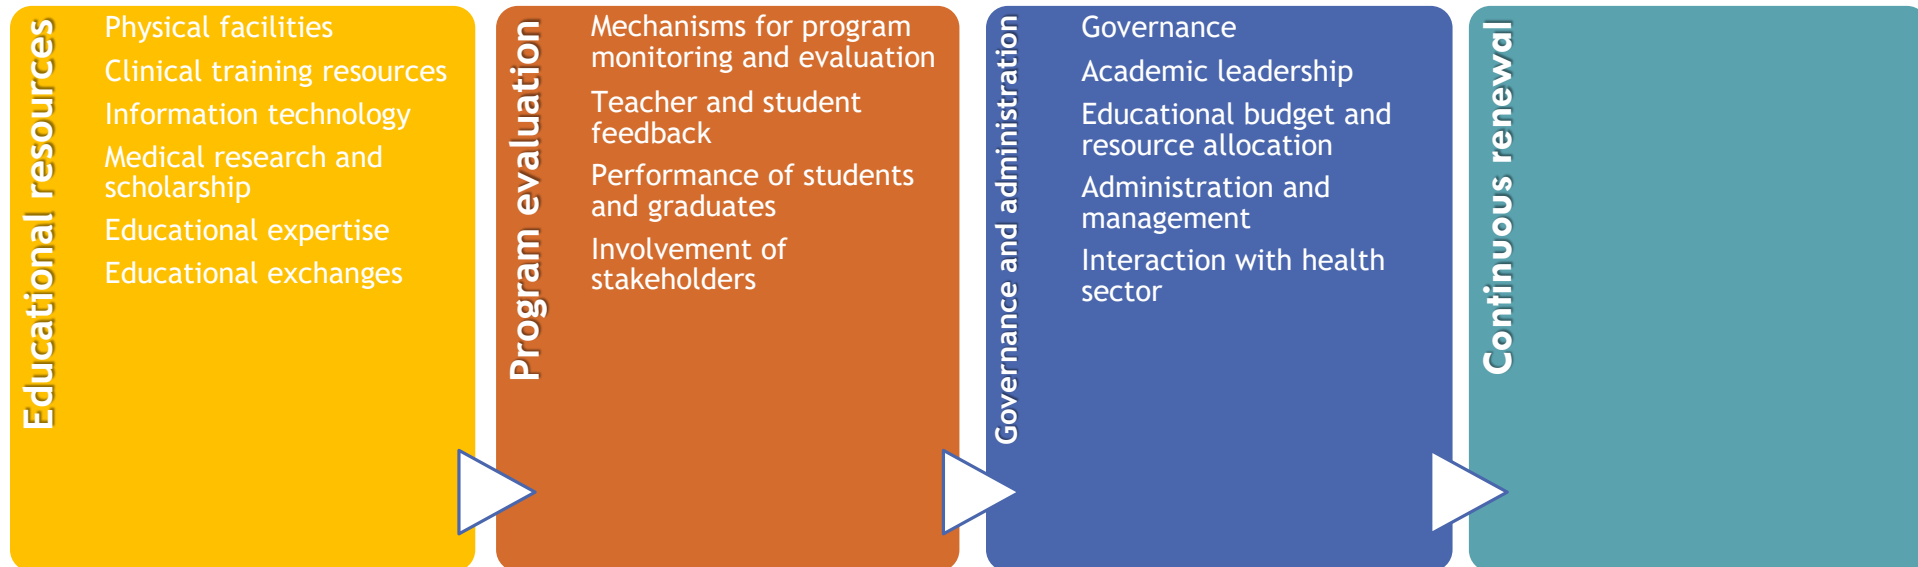 Educational resources
Physical facilities
Clinical training resources
Information technology
Medical research and
scholarship
Educational expertise
Educational exchanges
Program evaluation
Mechanisms for program
monitoring and evaluation
Teacher and student
feedback
Performance of students
and graduates
Involvement of
stakeholders
Governance and administration
Governance
Academic leadership
Educational budget and
resource allocation
Administration and
management
Interaction with health
sector
Continuous renewal